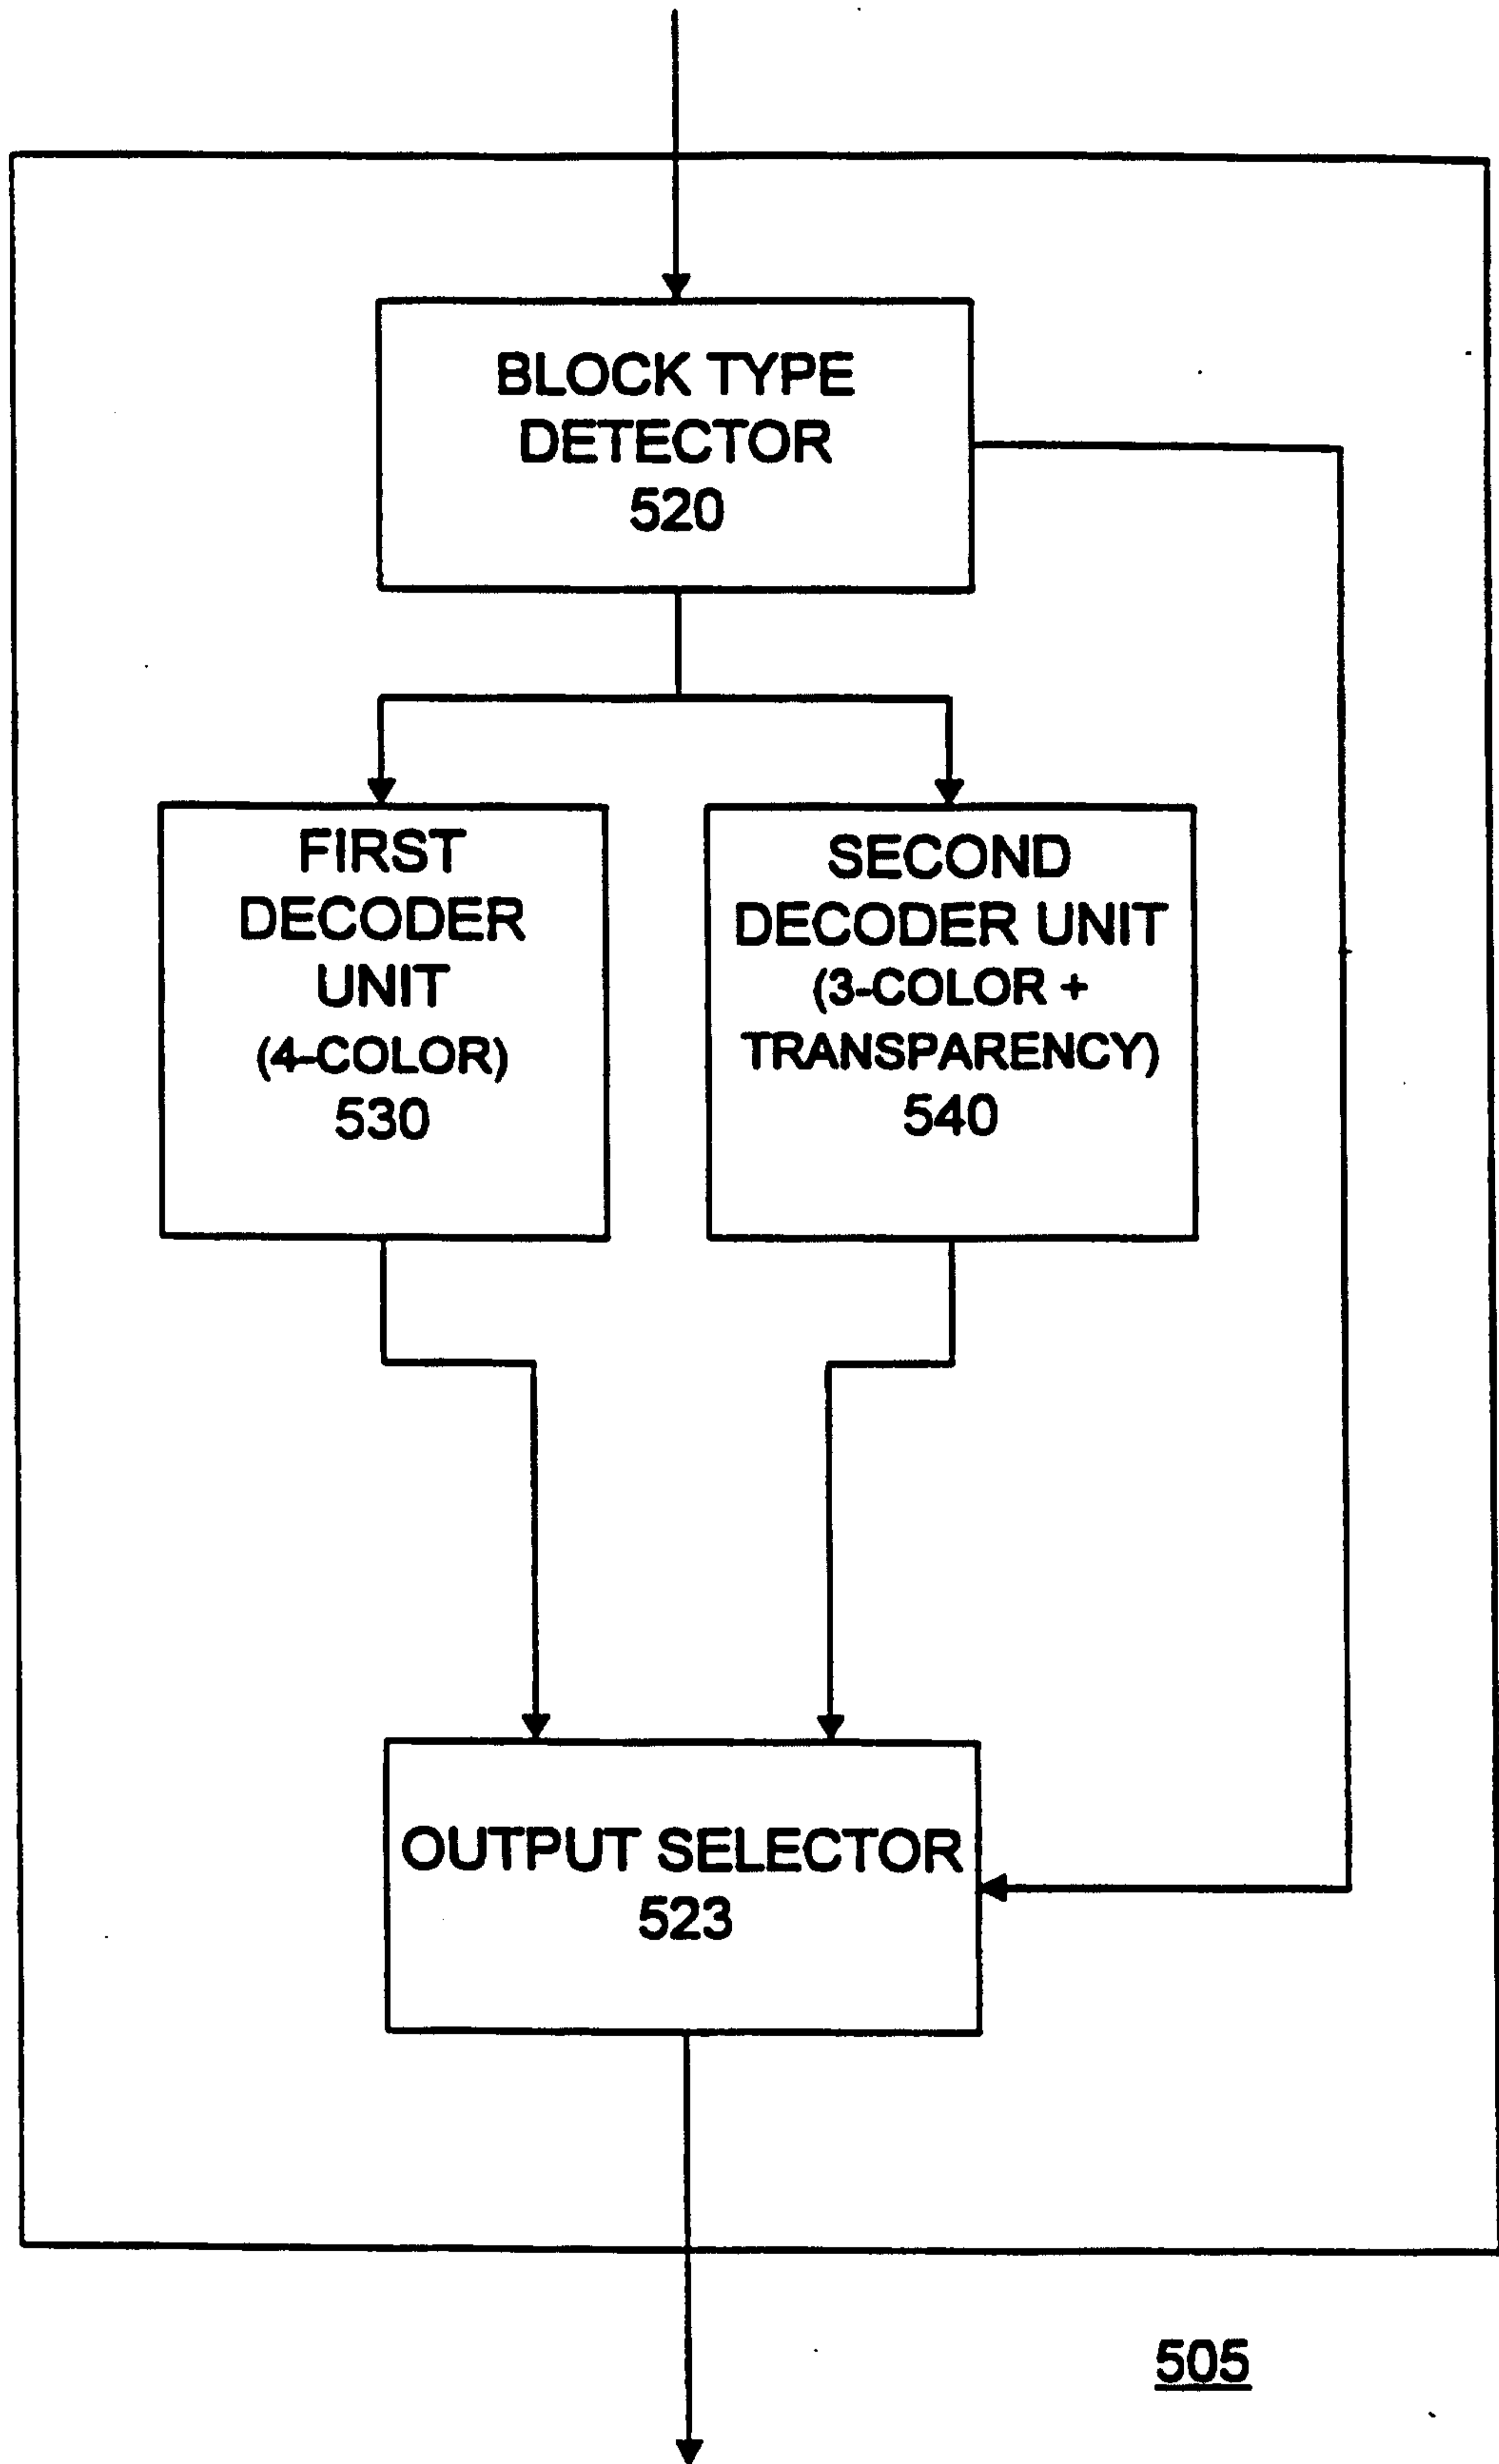 BLOCK TYPE
DETECTOR
520
FIRST
DECODER
UNIT
(4-COLOR)
530
SECOND
DECODER UNIT
(3-COLOR +
TRANSPARENCY)
540
OUTPUT SELECTOR
523
505